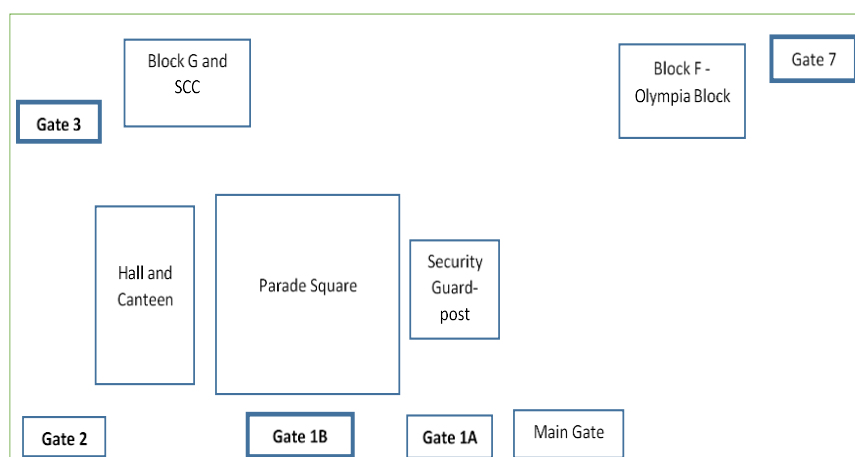 Block G and
SCC
Block F -
Olympia Block
Gate 7
Gate 3
Hall and
Canteen
Parade Square
Security
Guard-
post
Gate 2
Gate 1B
Gate 1A
Main Gate